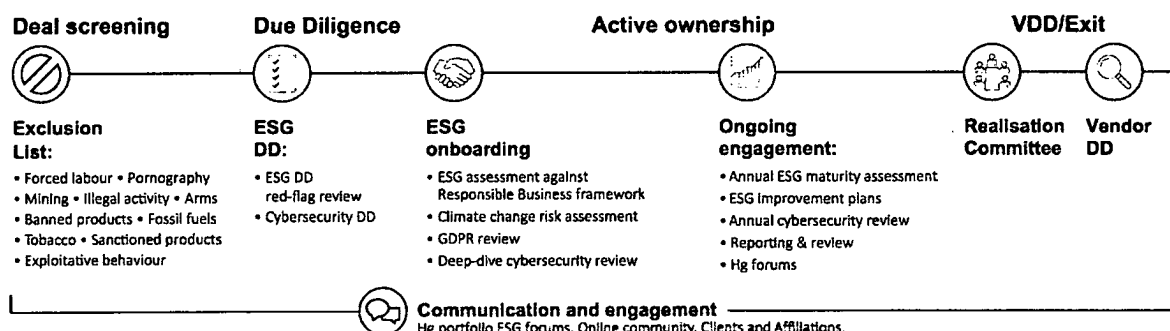 Deal screening
Due Diligence
Active ownership
VDD/Exit
Exclusion
List:
• Forced labour • Pornography
• Mining • Illegal activity • Arms
• Banned products • Fossil fuels
• Tobacco • Sanctioned products
• Exploitative behaviour
ESG
DD:
• ESG DD
red-flag review
• Cybersecurity DD
ESG
onboarding
• ESG assessment against
Responsible Business framework
• Climate change risk assessment
• GDPR review
• Deep-dive cybersecurity review
Ongoing
engagement:
• Annual ESG maturity assessment
• ESG improvement plans
• Annual cybersecurity review
• Reporting & review
• Hg forums
Realisation
Committee
Vendor
DD
Communication and engagement
Hg portfolio ESG forums, Online community, Clients and Affiliations.